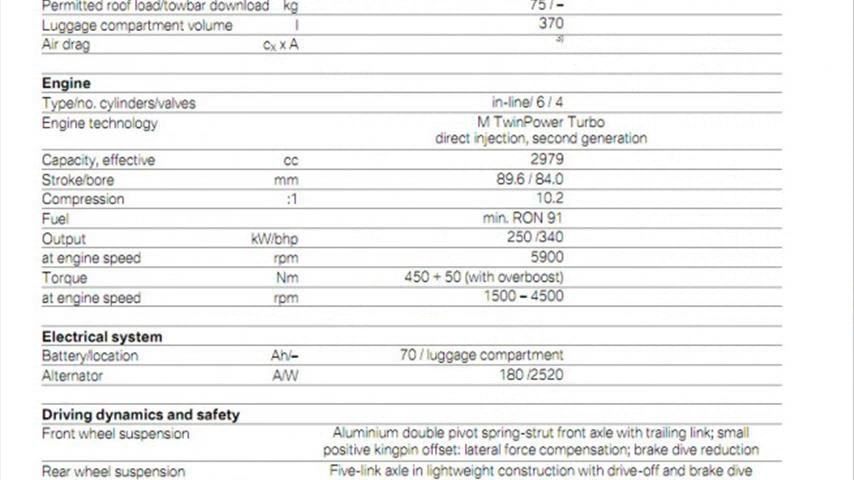 Permitted roof load/towbar download kg 75 / –
Luggage compartment volume l 370
Air drag cₓ x A
Engine
Type/no. cylinders/valves in-line/ 6 / 4
Engine technology M TwinPower Turbo
direct injection, second generation
Capacity, effective cc 2979
Stroke/bore mm 89.6 / 84.0
Compression :1 10.2
Fuel min. RON 91
Output kW/bhp 250 /340
at engine speed rpm 5900
Torque Nm 450 + 50 (with overboost)
at engine speed rpm 1500 – 4500
Electrical system
Battery/location Ah/– 70 / luggage compartment
Alternator A/W 180 /2520
Driving dynamics and safety
Front wheel suspension Aluminium double pivot spring-strut front axle with trailing link; small
positive kingpin offset: lateral force compensation; brake dive reduction
Rear wheel suspension Five-link axle in lightweight construction with drive-off and brake dive